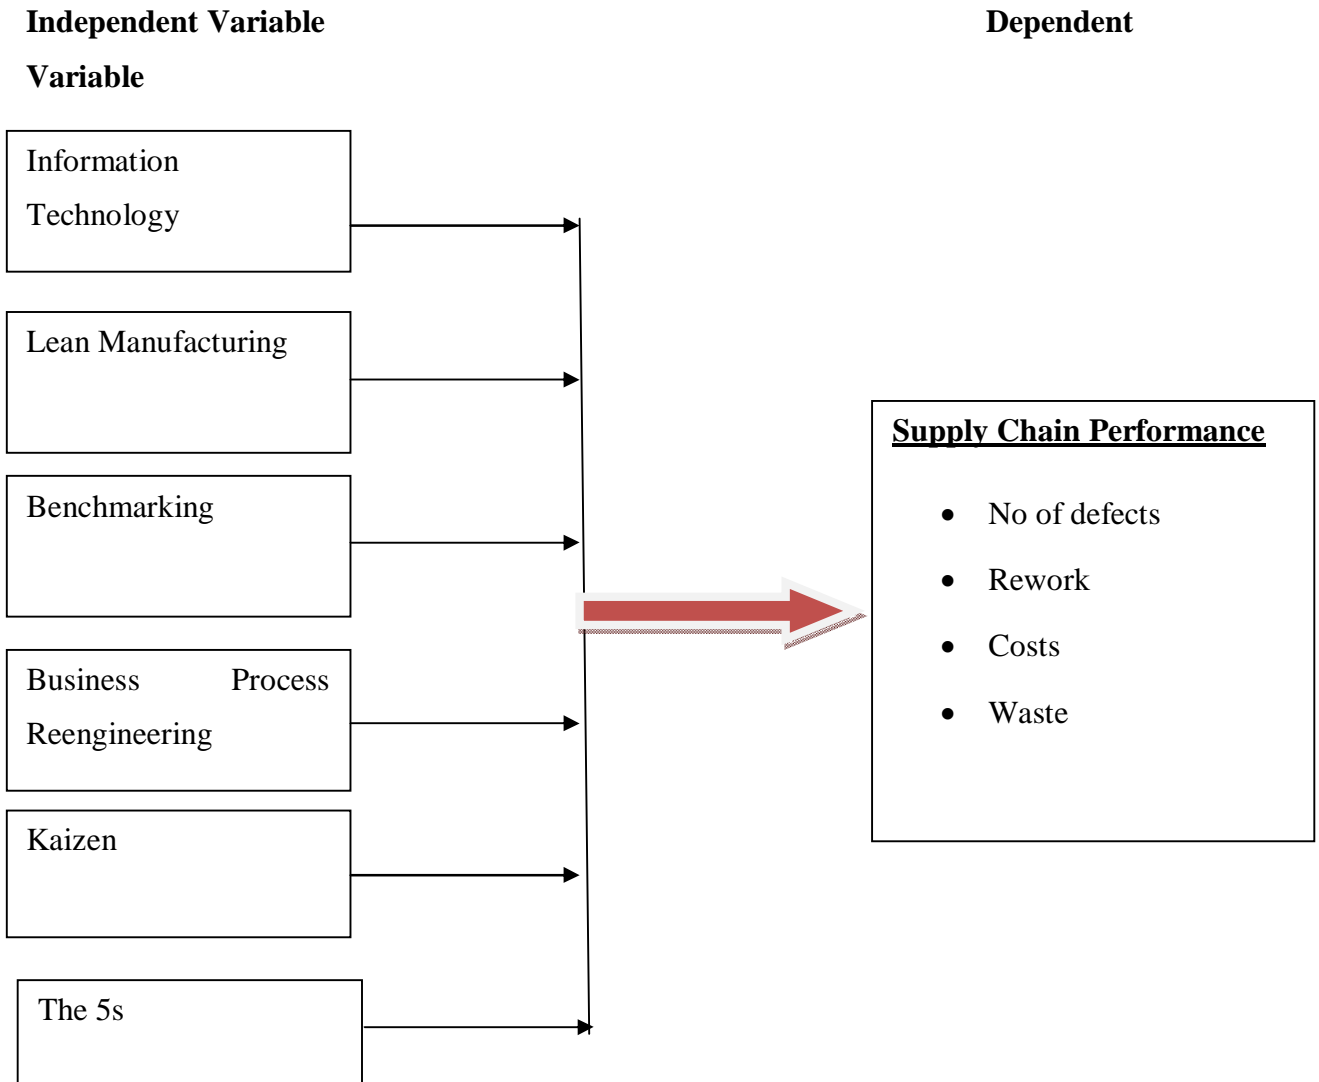 Independent Variable Dependent
Variable
Information
Technology
Lean Manufacturing
Benchmarking
Business Process
Reengineering
Kaizen
The 5s
Supply Chain Performance
• No of defects
• Rework
• Costs
• Waste